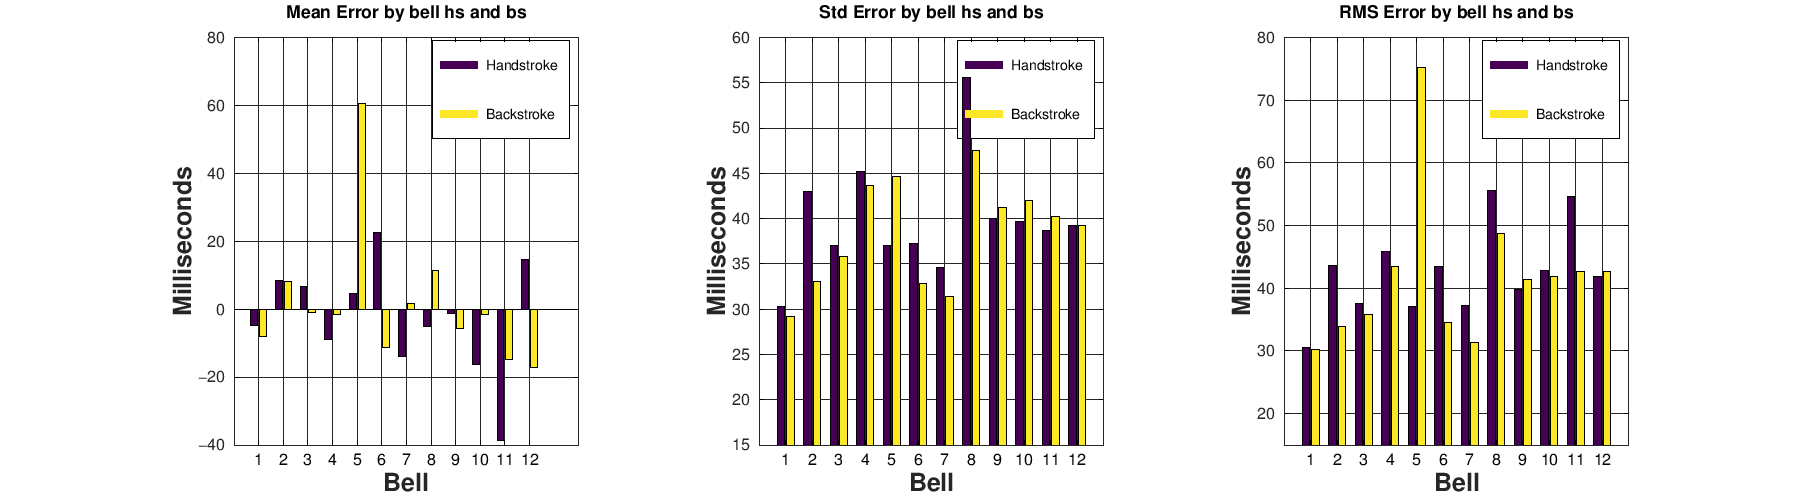 Mean Error by bell hs and bs
80
60
40
20
0
−20
−40
Milliseconds
Handstroke
Backstroke
1 2 3 4 5 6 7 8 9 10 11 12
Bell
Std Error by bell hs and bs
60
55
50
45
40
35
30
25
20
15
Milliseconds
Handstroke
Backstroke
1 2 3 4 5 6 7 8 9 10 11 12
Bell
RMS Error by bell hs and bs
80
70
60
50
40
30
20
Milliseconds
Handstroke
Backstroke
1 2 3 4 5 6 7 8 9 10 11 12
Bell